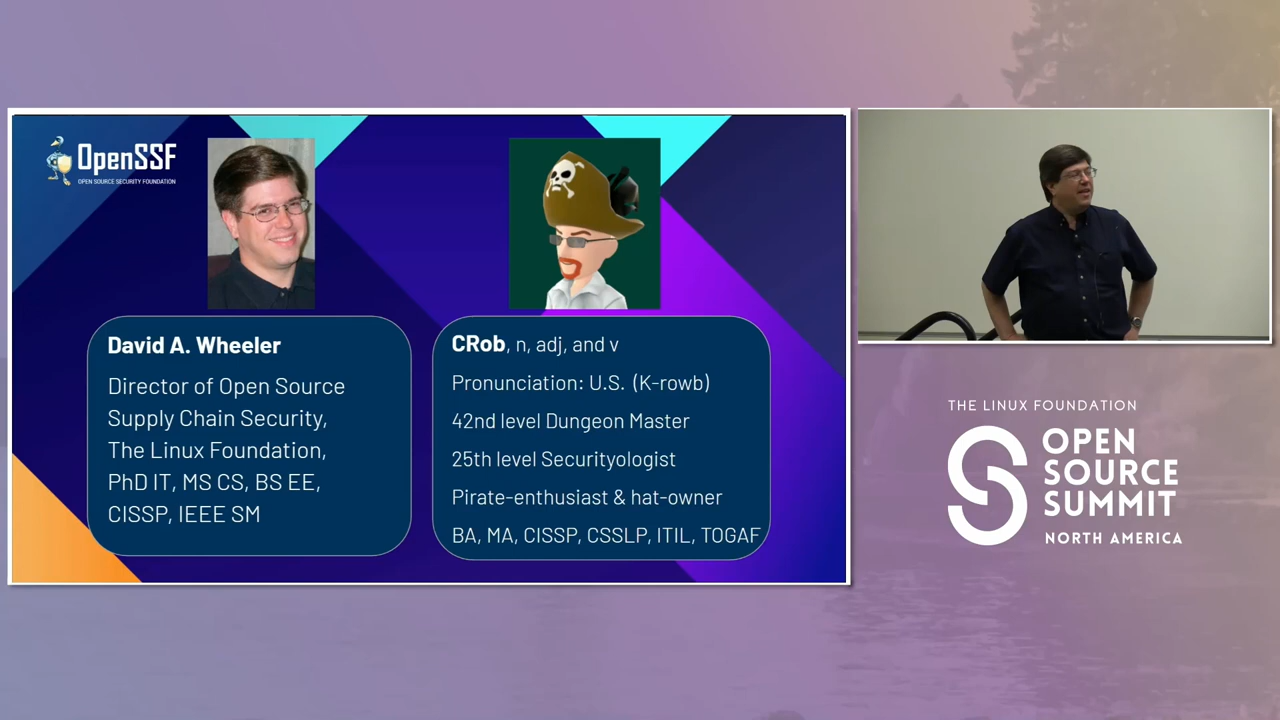 OpenSSF
OPEN SOURCE SECURITY FOUNDATION
David A. Wheeler
Director of Open Source
Supply Chain Security,
The Linux Foundation,
PhD IT, MS CS, BS EE,
CISSP, IEEE SM
CRob, n, adj, and v
Pronunciation: U.S. (K-rowb)
42nd level Dungeon Master
25th level Securityologist
Pirate-enthusiast & hat-owner
BA, MA, CISSP, CSSLP, ITIL, TOGAF
THE LINUX FOUNDATION
OPEN
SOURCE
SUMMIT
NORTH AMERICA